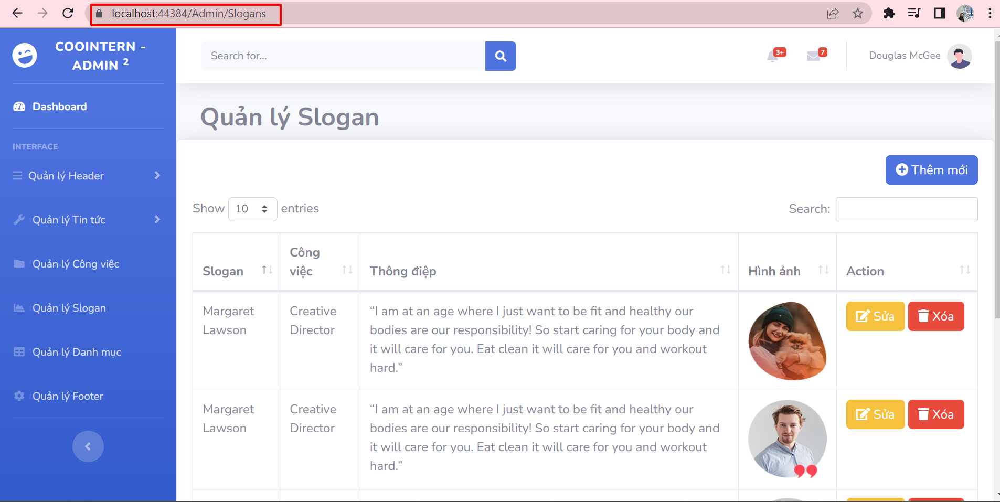 localhost:44384/Admin/Slogans
COOINTERN -
ADMIN 2
Search for...
3+
7
Douglas McGee
Dashboard
INTERFACE
Quản lý Header
Quản lý Tin tức
Quản lý Công việc
Quản lý Slogan
Quản lý Danh mục
Quản lý Footer
Quản lý Slogan
Thêm mới
Show 10 entries
Search:
Slogan
Công
việc
Thông điệp
Hình ảnh
Action
Margaret
Lawson
Creative
Director
“I am at an age where I just want to be fit and healthy our
bodies are our responsibility! So start caring for your body and
it will care for you. Eat clean it will care for you and workout
hard.”
Sửa
Xóa
Margaret
Lawson
Creative
Director
“I am at an age where I just want to be fit and healthy our
bodies are our responsibility! So start caring for your body and
it will care for you. Eat clean it will care for you and workout
hard.”
Sửa
Xóa